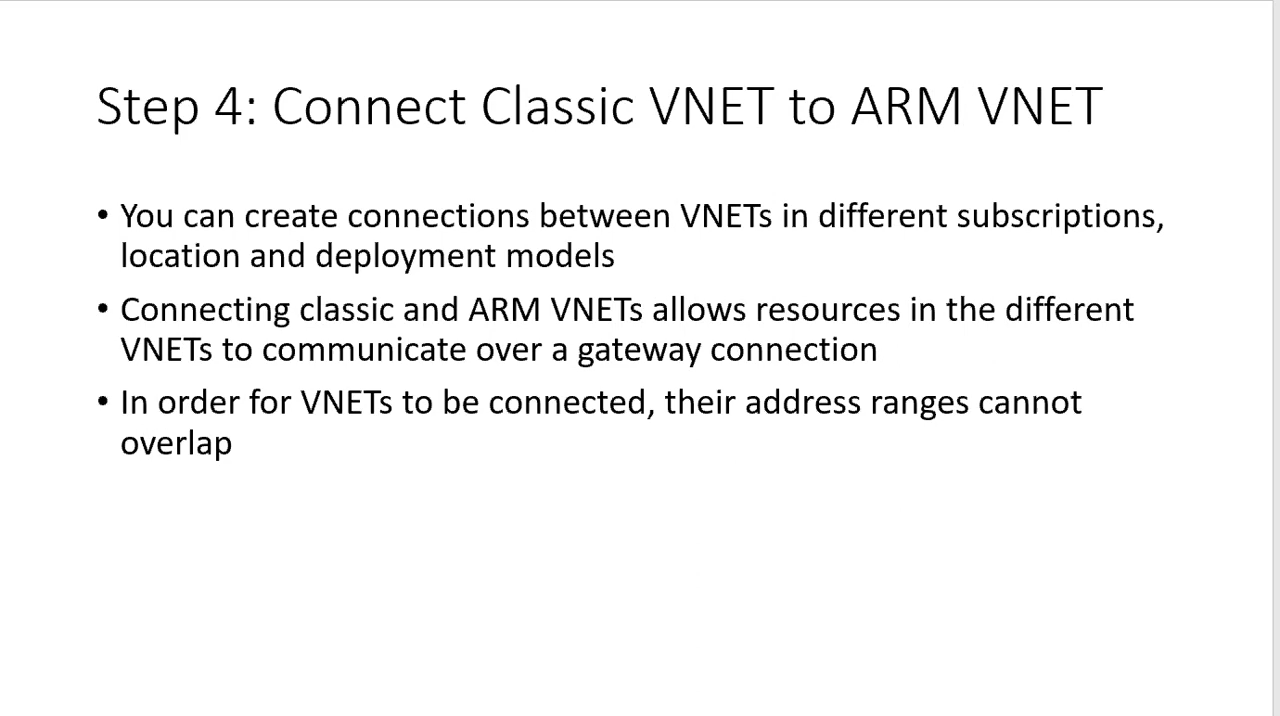 Step 4: Connect Classic VNET to ARM VNET
• You can create connections between VNETs in different subscriptions,
location and deployment models
• Connecting classic and ARM VNETs allows resources in the different
VNETs to communicate over a gateway connection
• In order for VNETs to be connected, their address ranges cannot
overlap